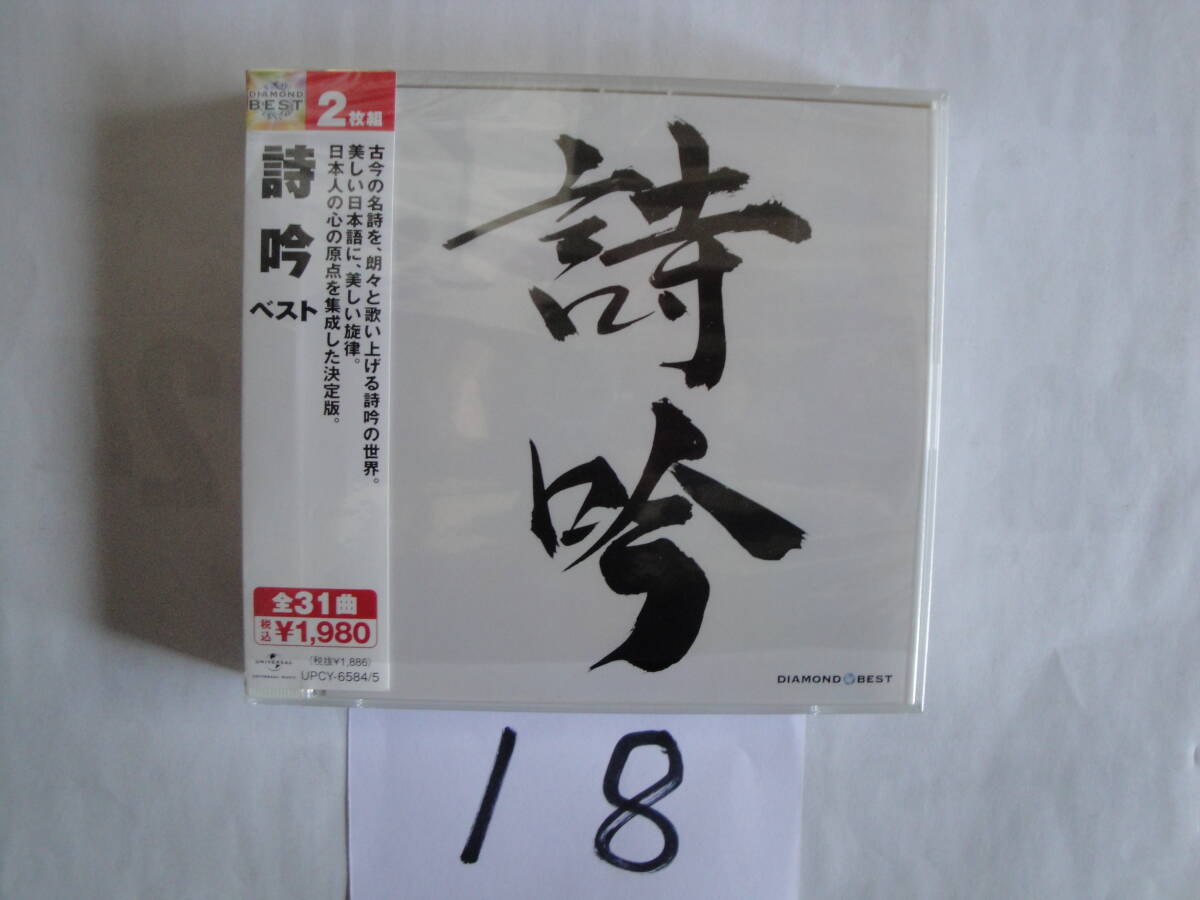 DIAMOND
BEST
2枚組
詩吟
ベスト
古今の名詩を、朗々と歌い上げる詩吟の世界。
美しい日本語に、美しい旋律。
日本人の心の原点を集成した決定版。
全31曲
税込 ¥1,980
(税抜¥1,886)
UNIVERSAL
UNIVERSAL MUSIC
UPCY-6584/5
詩吟
DIAMOND BEST
18